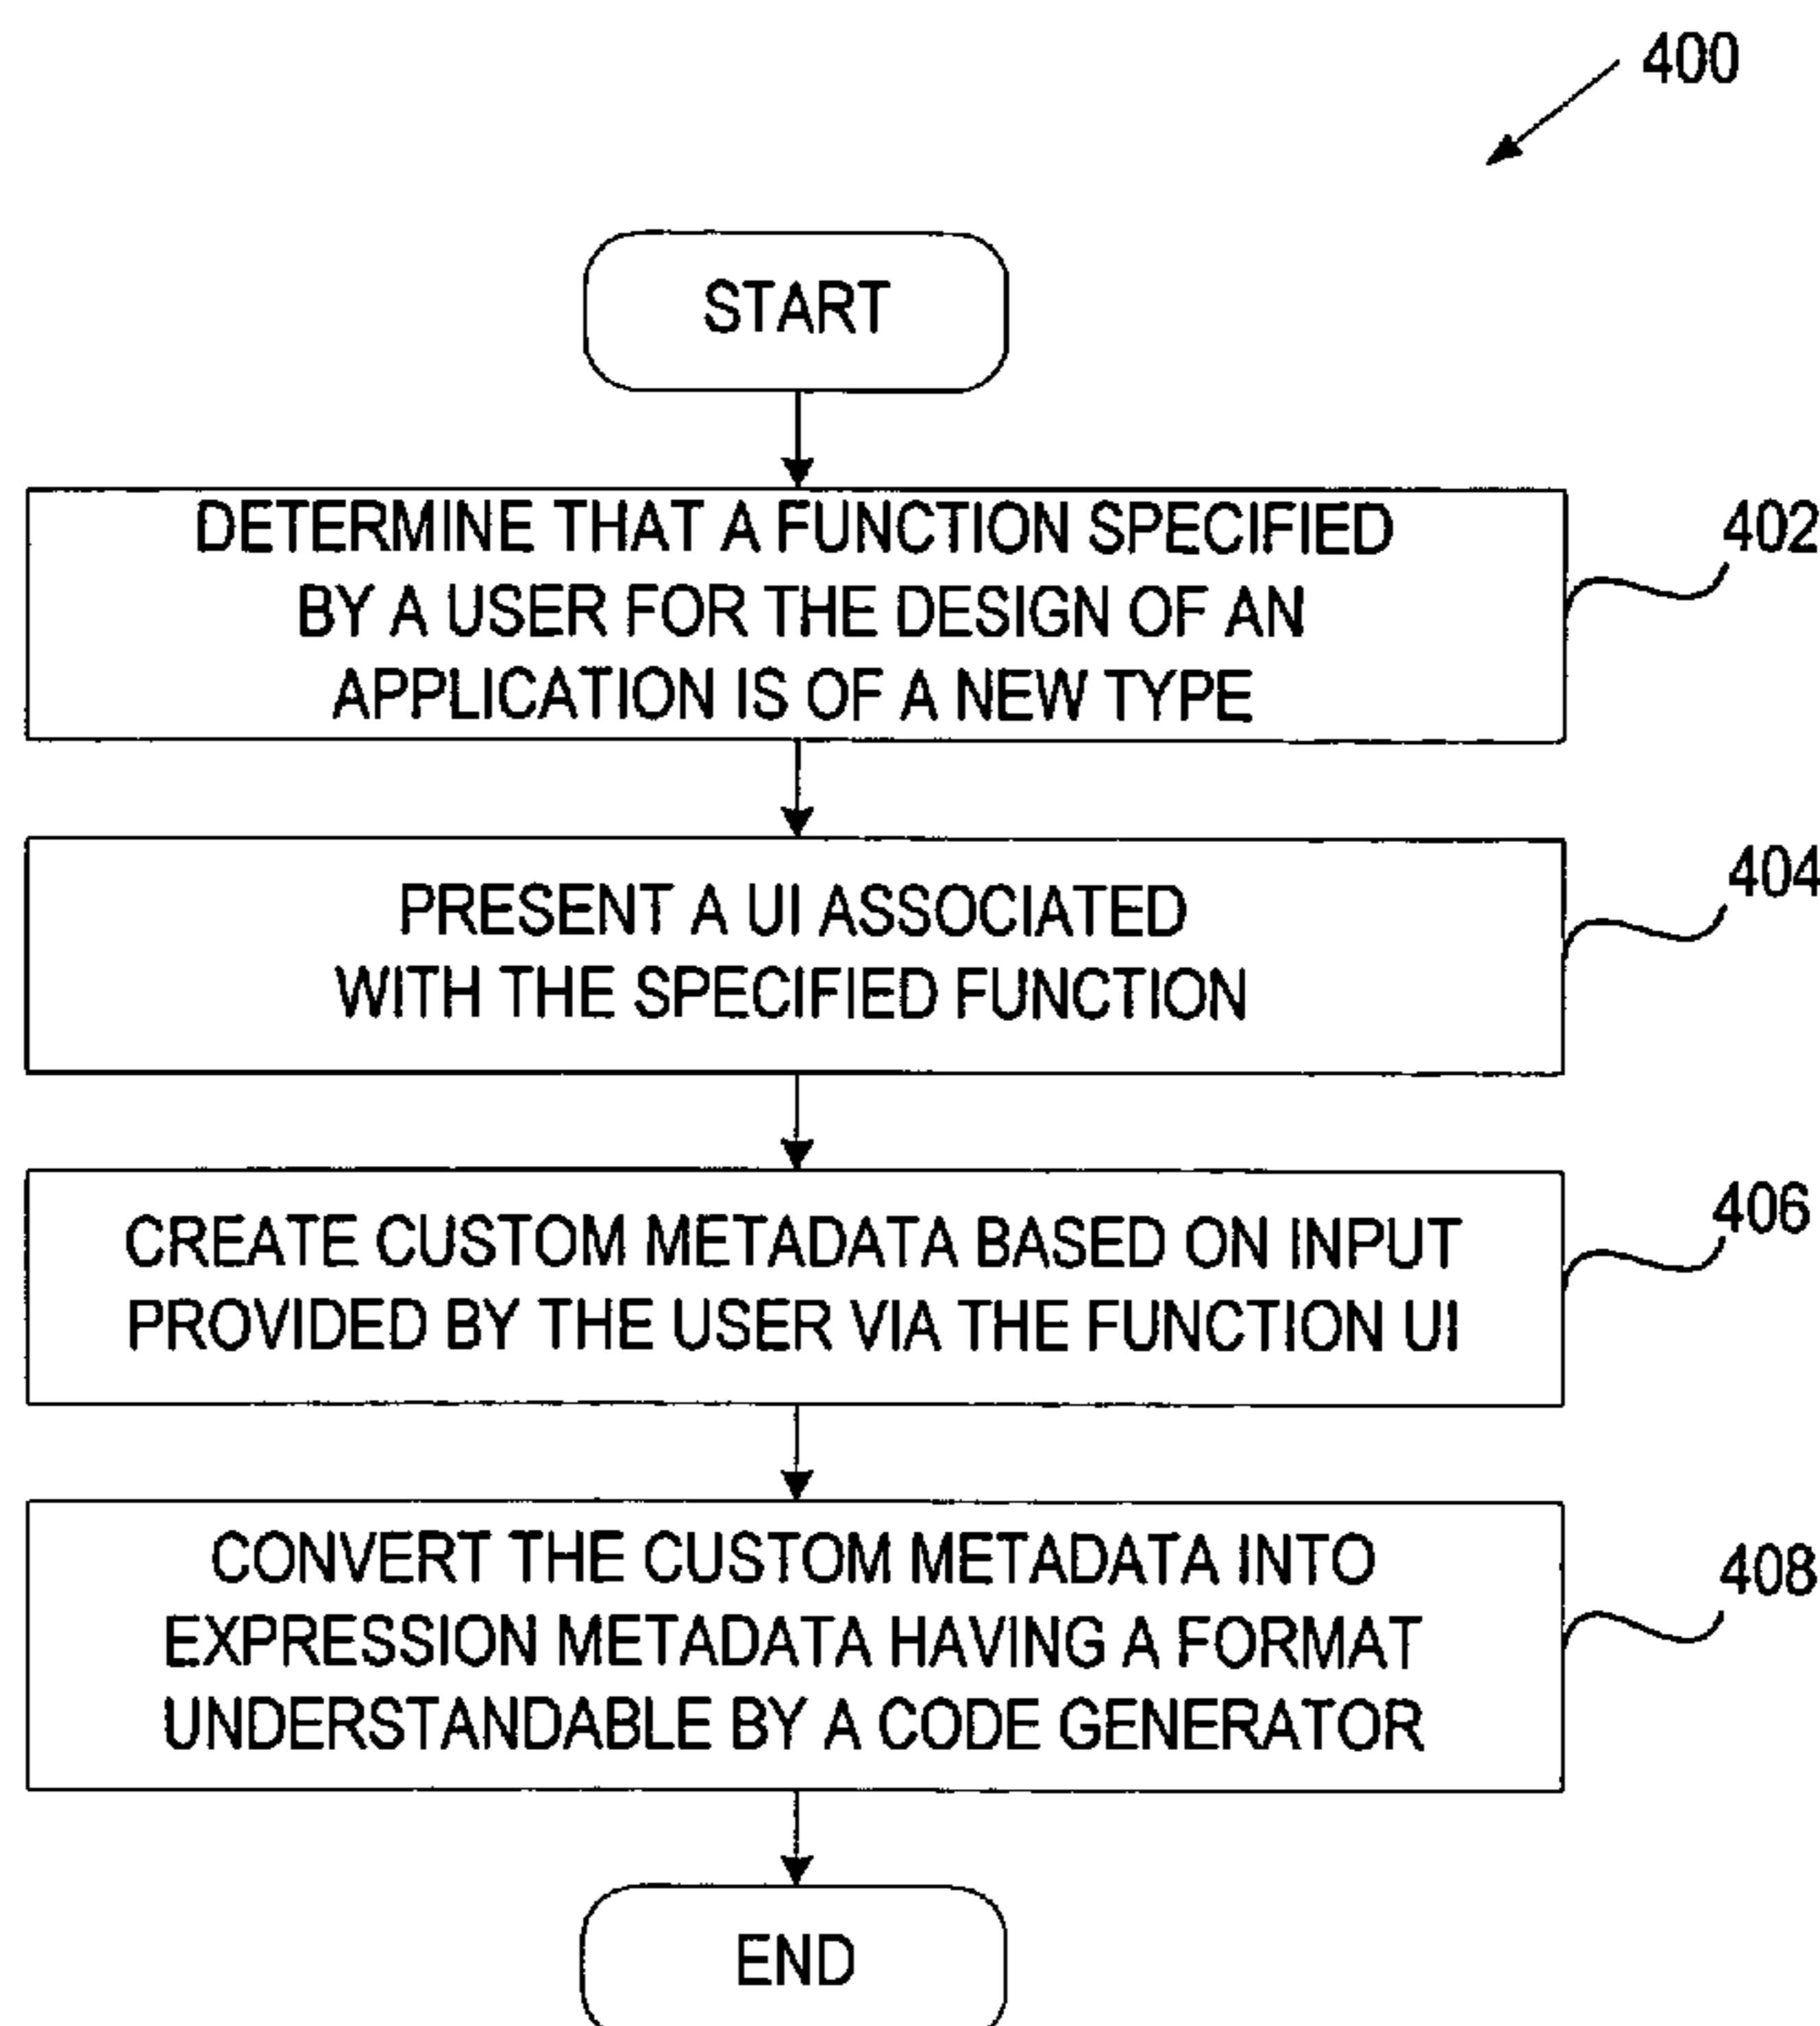 400
START
DETERMINE THAT A FUNCTION SPECIFIED
BY A USER FOR THE DESIGN OF AN
APPLICATION IS OF A NEW TYPE
402
PRESENT A UI ASSOCIATED
WITH THE SPECIFIED FUNCTION
404
CREATE CUSTOM METADATA BASED ON INPUT
PROVIDED BY THE USER VIA THE FUNCTION UI
406
CONVERT THE CUSTOM METADATA INTO
EXPRESSION METADATA HAVING A FORMAT
UNDERSTANDABLE BY A CODE GENERATOR
408
END